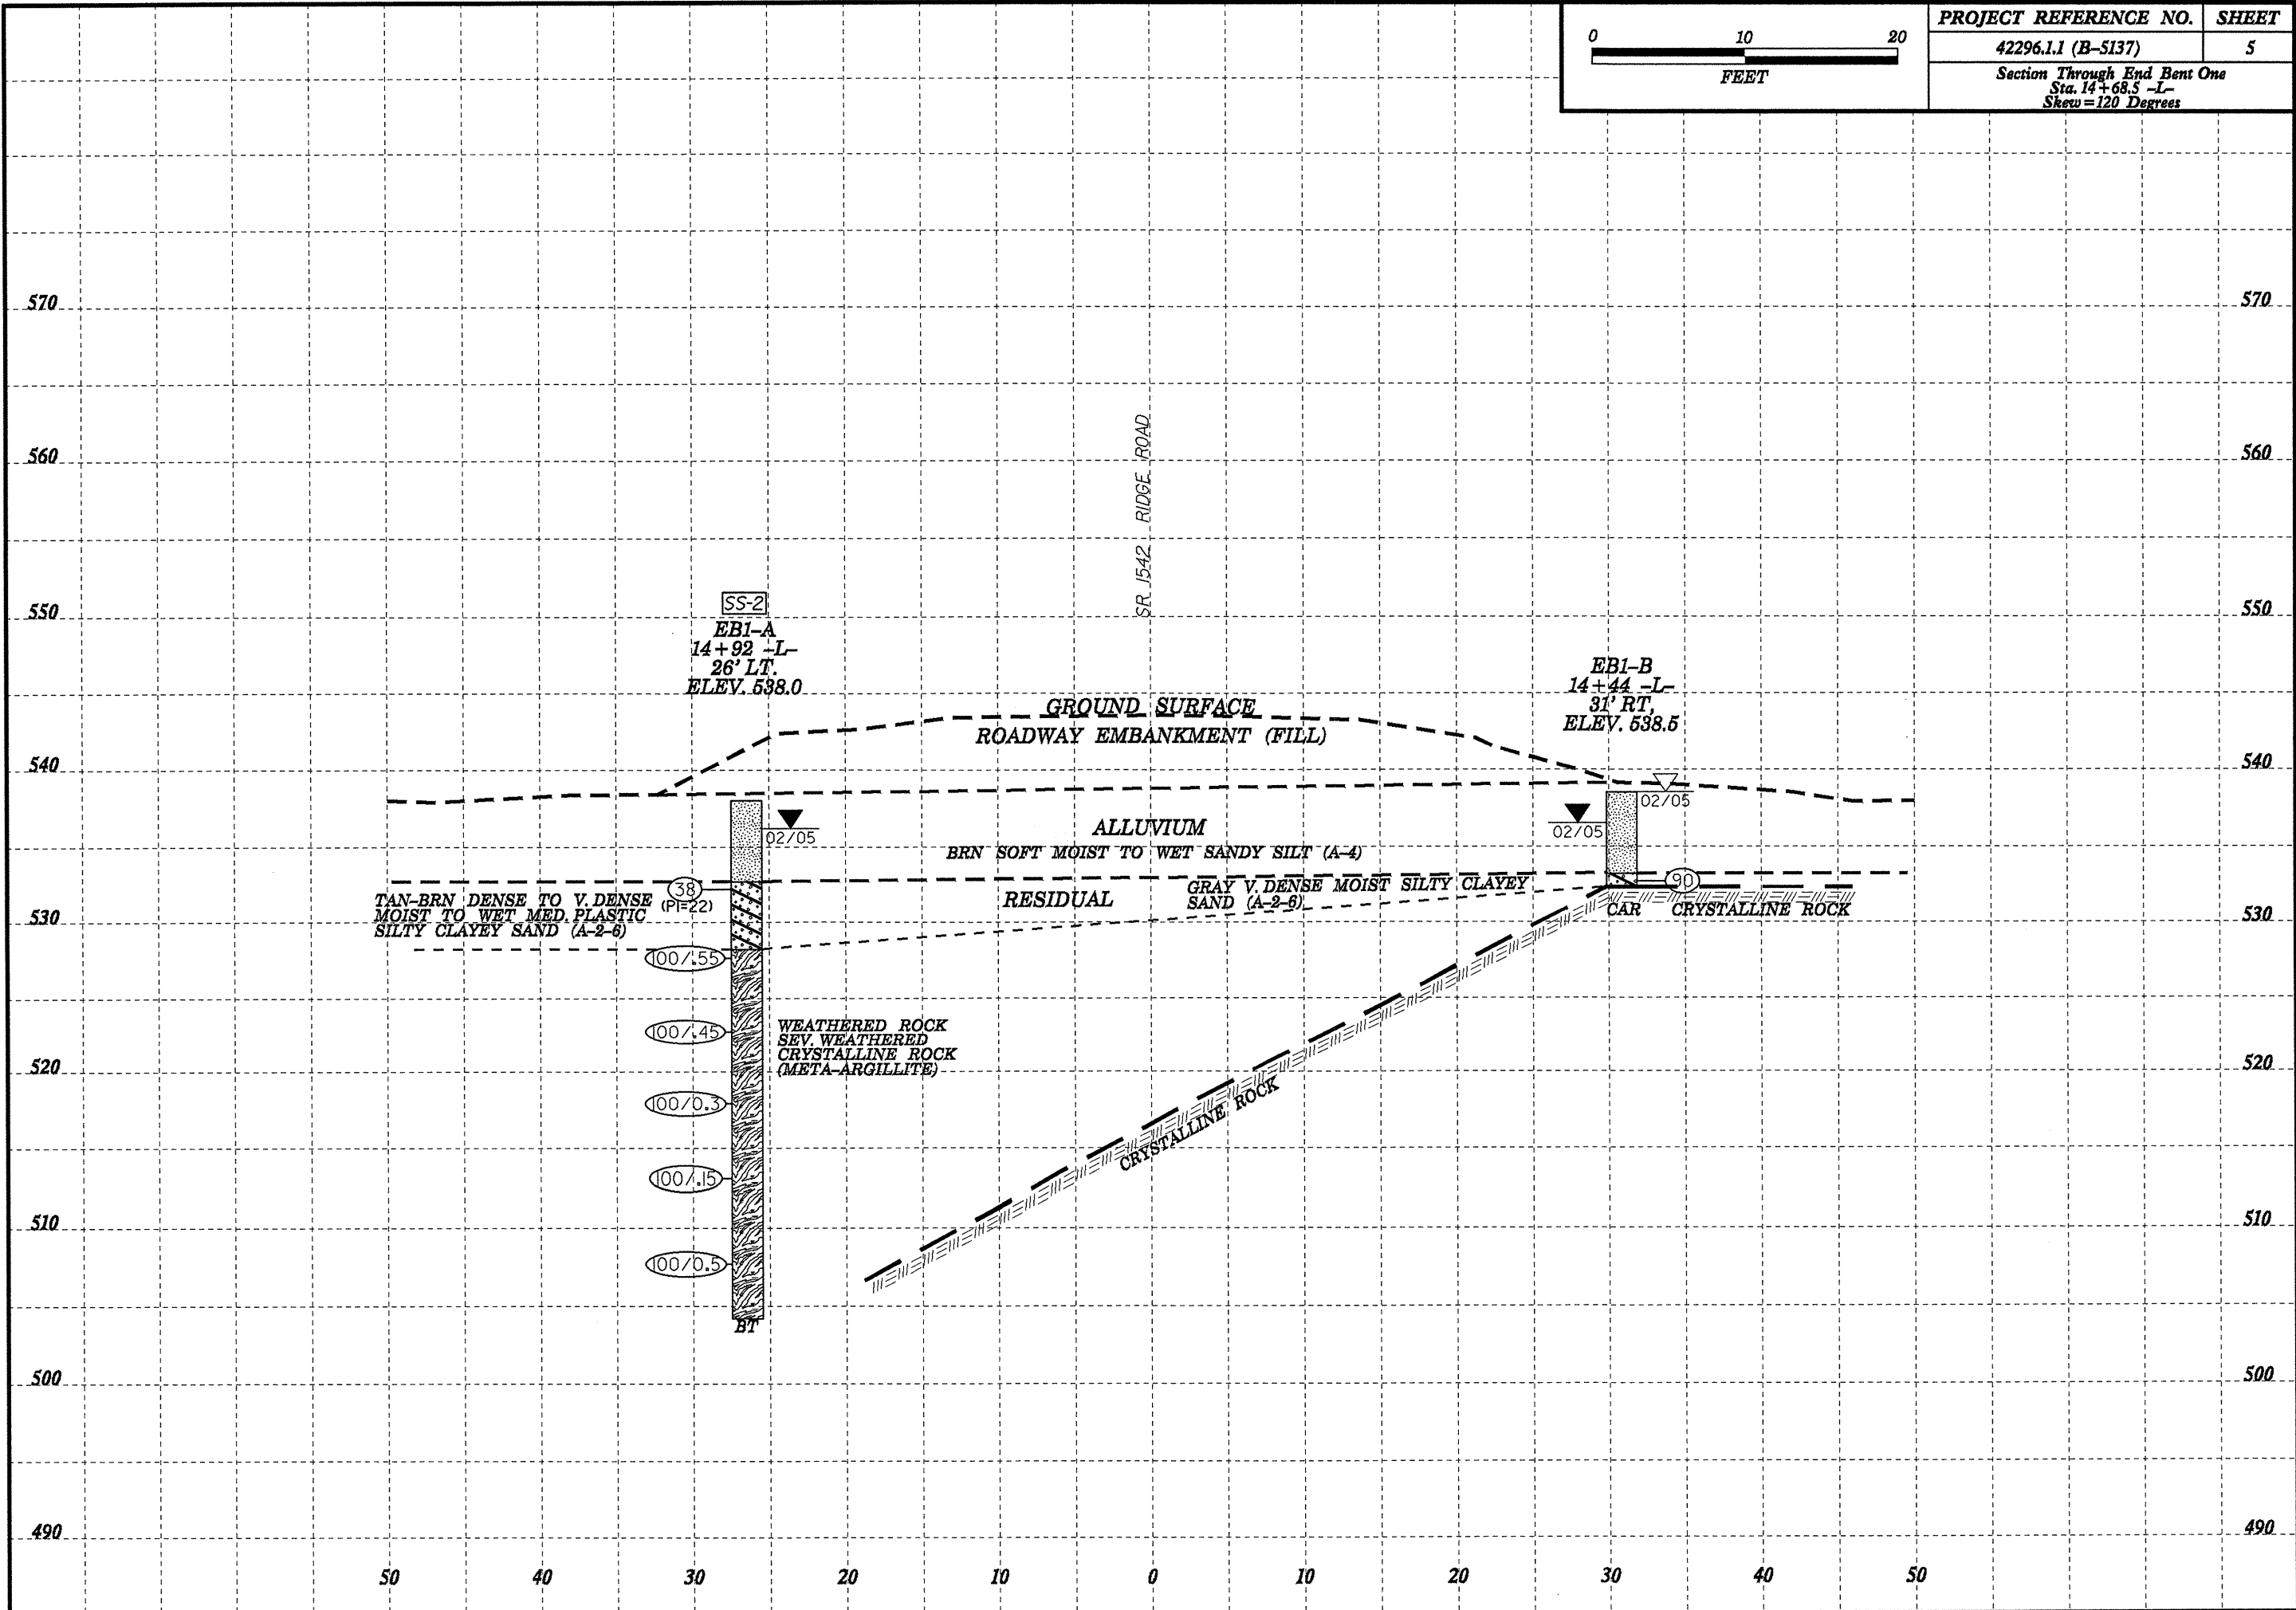 0 10 20
FEET
PROJECT REFERENCE NO. SHEET
42296.1.1 (B-5137) 5
Section Through End Bent One
Sta. 14+68.5 -L-
Skew=120 Degrees
570 570
560 560
SR 1542 RIDGE ROAD
550 550
SS-2
EB1-A
14+92 -L-
26' LT.
ELEV. 538.0
EB1-B
14+44 -L-
31' RT,
ELEV. 538.5
GROUND SURFACE
ROADWAY EMBANKMENT (FILL)
540 540
02/05
02/05
02/05
ALLUVIUM
BRN SOFT MOIST TO WET SANDY SILT (A-4)
38
(PI=22)
TAN-BRN DENSE TO V. DENSE
MOIST TO WET MED. PLASTIC
SILTY CLAYEY SAND (A-2-6)
RESIDUAL
GRAY V. DENSE MOIST SILTY CLAYEY
SAND (A-2-6)
90
CAR CRYSTALLINE ROCK
530 530
100/.55
100/.45
WEATHERED ROCK
SEV. WEATHERED
CRYSTALLINE ROCK
(META-ARGILLITE)
520 520
100/0.3
CRYSTALLINE ROCK
100/.15
510 510
100/0.5
BT
500 500
490 490
50 40 30 20 10 0 10 20 30 40 50